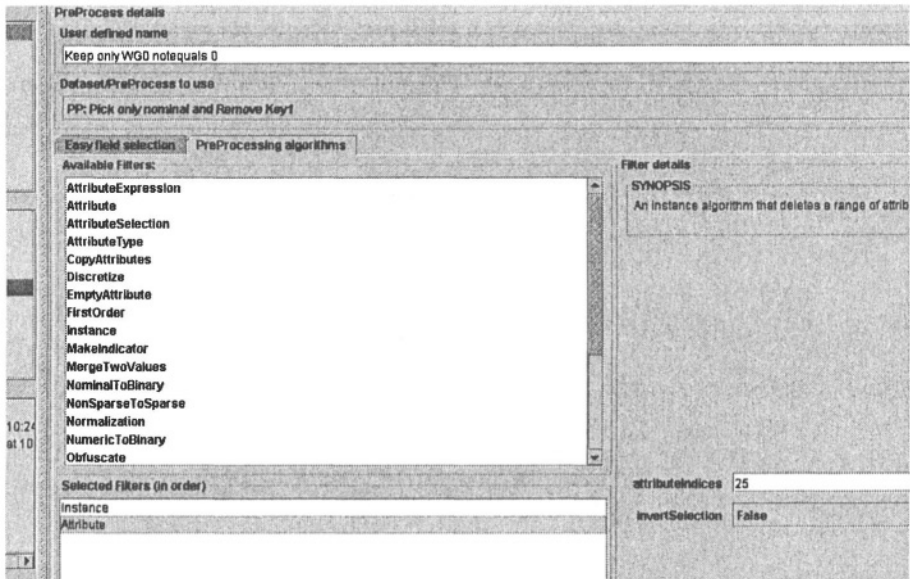 PreProcess details
User defined name
Keep only WG0 notequals 0
Dataset/PreProcess to use
PP: Pick only nominal and Remove Key1
Easy field selection
PreProcessing algorithms
Available Filters:
AttributeExpression
Attribute
AttributeSelection
AttributeType
CopyAttributes
Discretize
EmptyAttribute
FirstOrder
Instance
MakeIndicator
MergeTwoValues
NominalToBinary
NonSparseToSparse
Normalization
NumericToBinary
Obfuscate
Selected Filters (in order)
Instance
Attribute
Filter details
SYNOPSIS
An instance algorithm that deletes a range of attrib
attributeIndices 25
invertSelection False
10:24
at 10